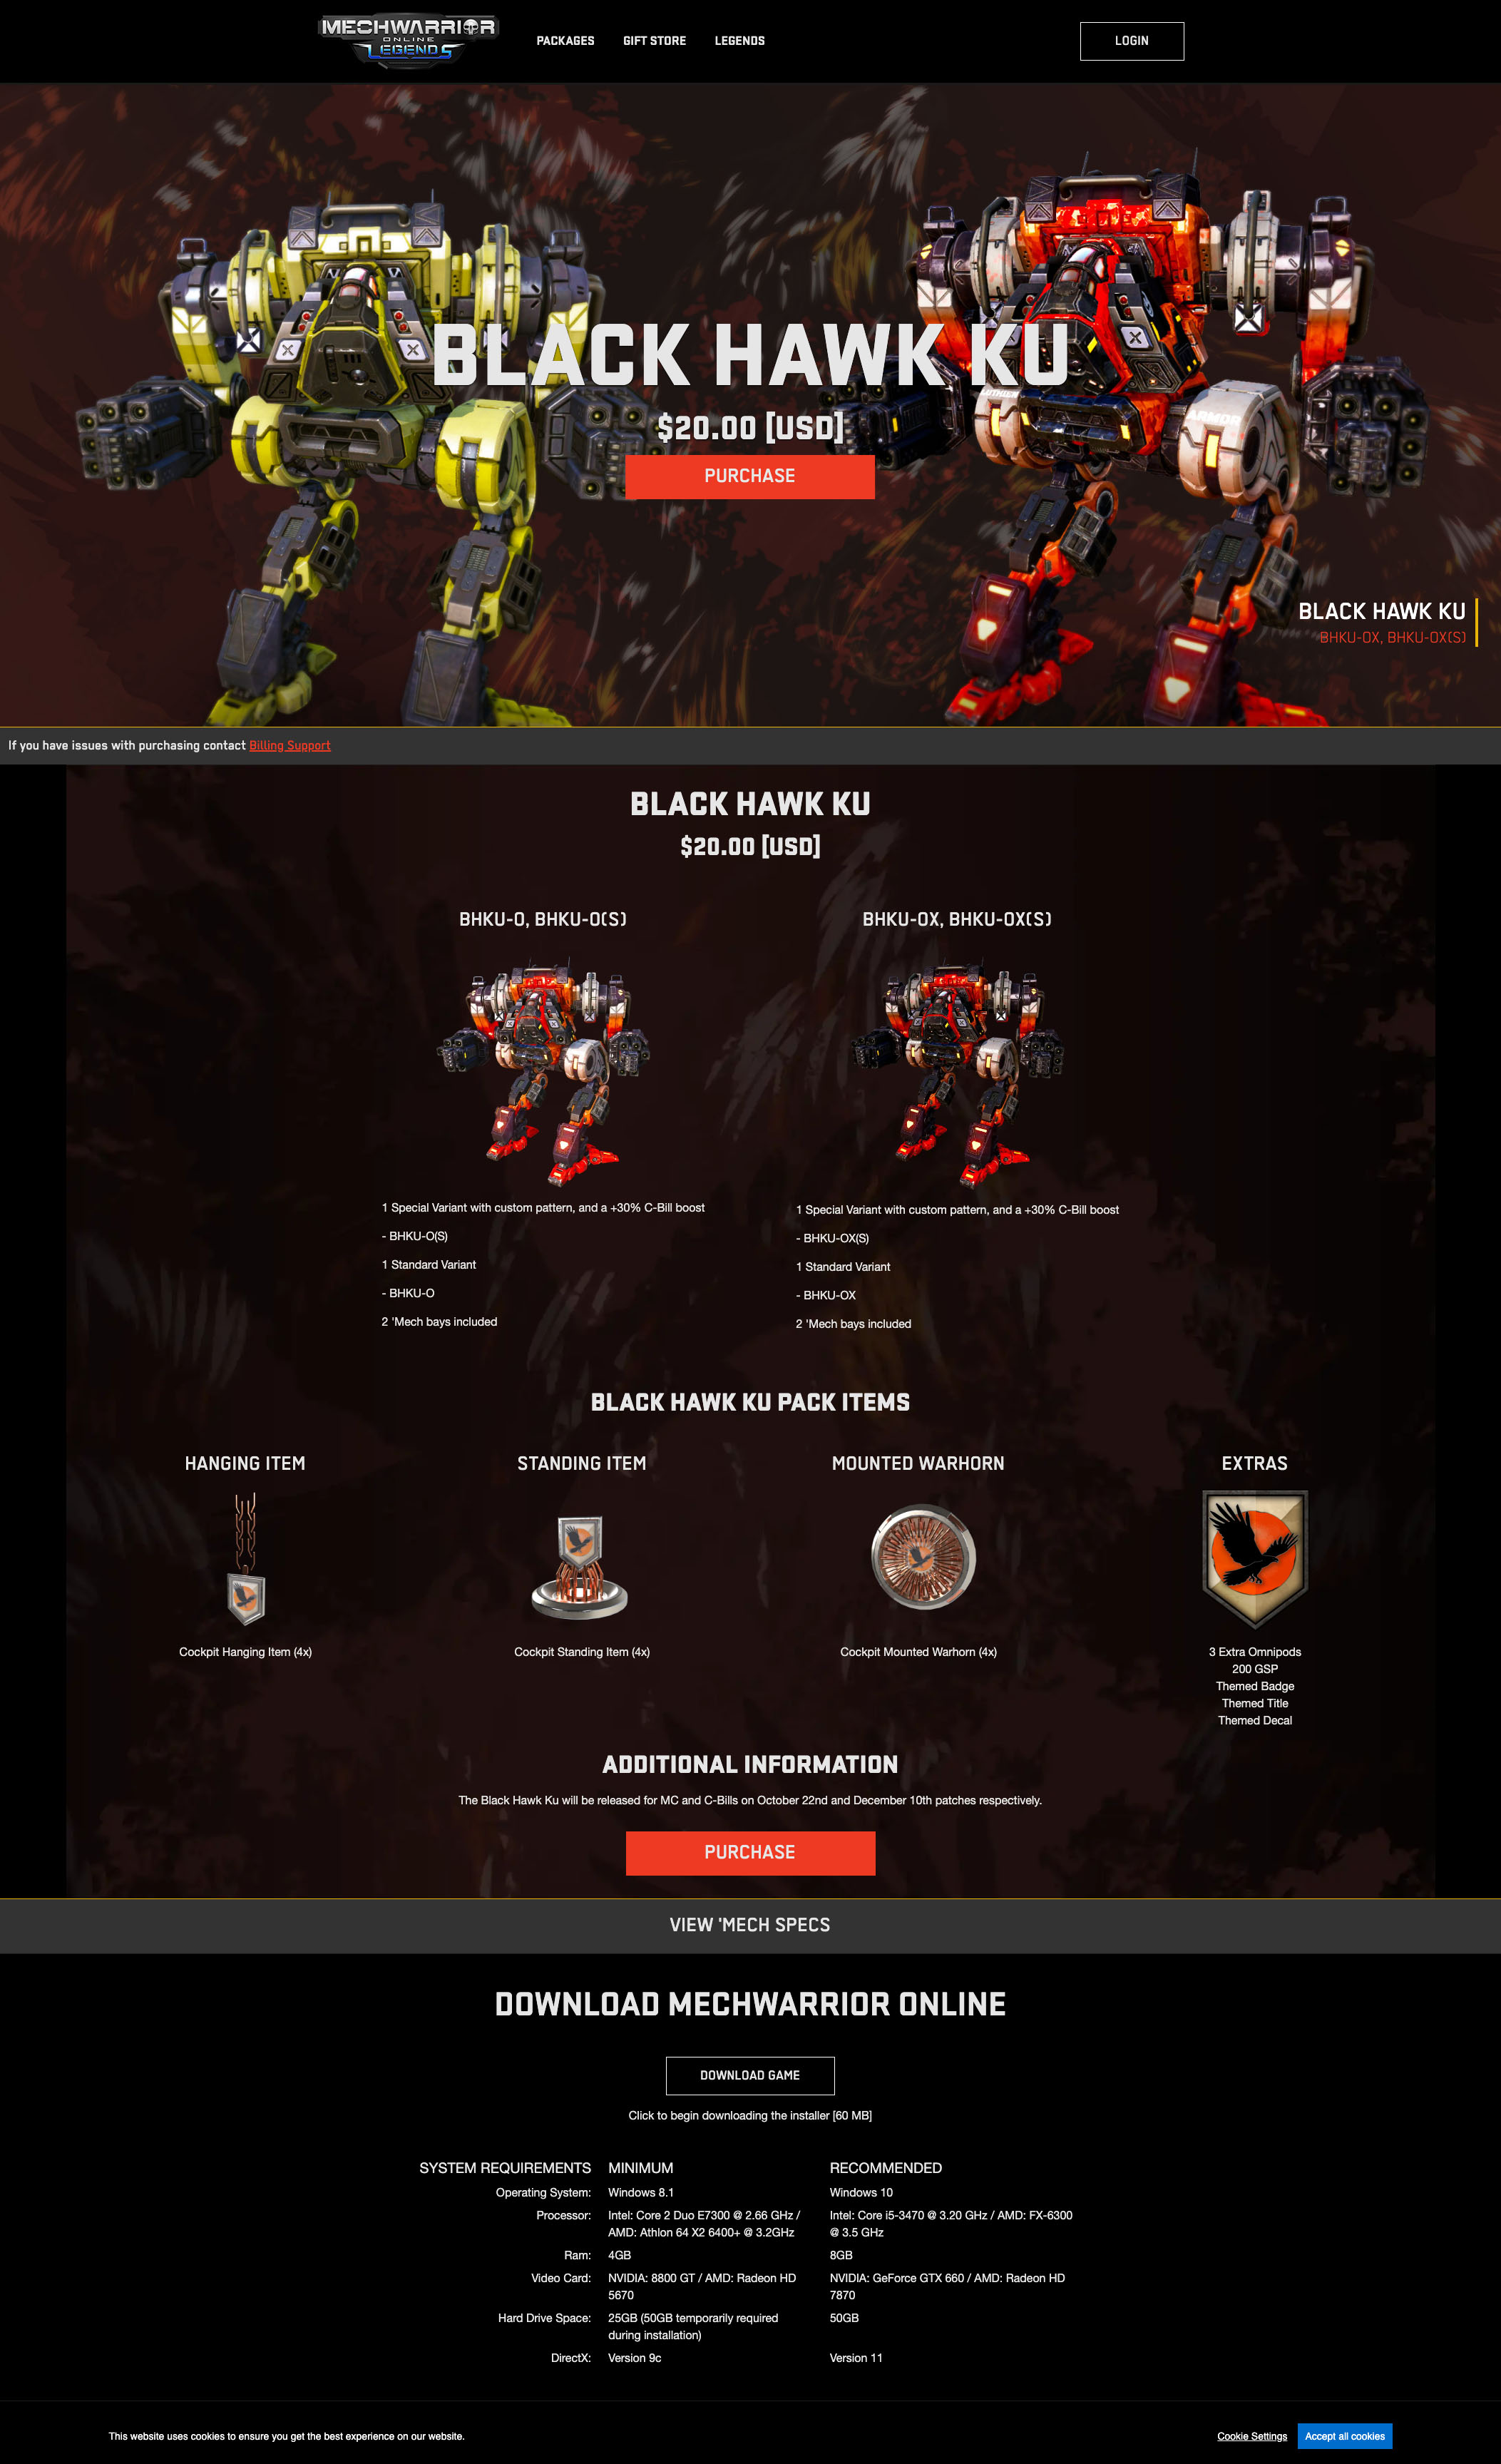 MECHWARRIOR
ONLINE
LEGENDS
PACKAGES
GIFT STORE
LEGENDS
LOGIN
BLACK HAWK KU
LUTHIEN
ARMOR
$20.00 [USD]
PURCHASE
BLACK HAWK KU
BHKU-OX, BHKU-OX(S)
If you have issues with purchasing contact Billing Support
BLACK HAWK KU
$20.00 [USD]
BHKU-O, BHKU-O(S)
1 Special Variant with custom pattern, and a +30% C-Bill boost
- BHKU-O(S)
1 Standard Variant
- BHKU-O
2 'Mech bays included
BHKU-OX, BHKU-OX(S)
1 Special Variant with custom pattern, and a +30% C-Bill boost
- BHKU-OX(S)
1 Standard Variant
- BHKU-OX
2 'Mech bays included
BLACK HAWK KU PACK ITEMS
HANGING ITEM
Cockpit Hanging Item (4x)
STANDING ITEM
Cockpit Standing Item (4x)
MOUNTED WARHORN
Cockpit Mounted Warhorn (4x)
EXTRAS
3 Extra Omnipods
200 GSP
Themed Badge
Themed Title
Themed Decal
ADDITIONAL INFORMATION
The Black Hawk Ku will be released for MC and C-Bills on October 22nd and December 10th patches respectively.
PURCHASE
VIEW 'MECH SPECS
DOWNLOAD MECHWARRIOR ONLINE
DOWNLOAD GAME
Click to begin downloading the installer [60 MB]
SYSTEM REQUIREMENTS MINIMUM RECOMMENDED
Operating System: Windows 8.1 Windows 10
Processor: Intel: Core 2 Duo E7300 @ 2.66 GHz / Intel: Core i5-3470 @ 3.20 GHz / AMD: FX-6300
AMD: Athlon 64 X2 6400+ @ 3.2GHz @ 3.5 GHz
Ram: 4GB 8GB
Video Card: NVIDIA: 8800 GT / AMD: Radeon HD NVIDIA: GeForce GTX 660 / AMD: Radeon HD
5670 7870
Hard Drive Space: 25GB (50GB temporarily required 50GB
during installation)
DirectX: Version 9c Version 11
This website uses cookies to ensure you get the best experience on our website.
Cookie Settings
Accept all cookies